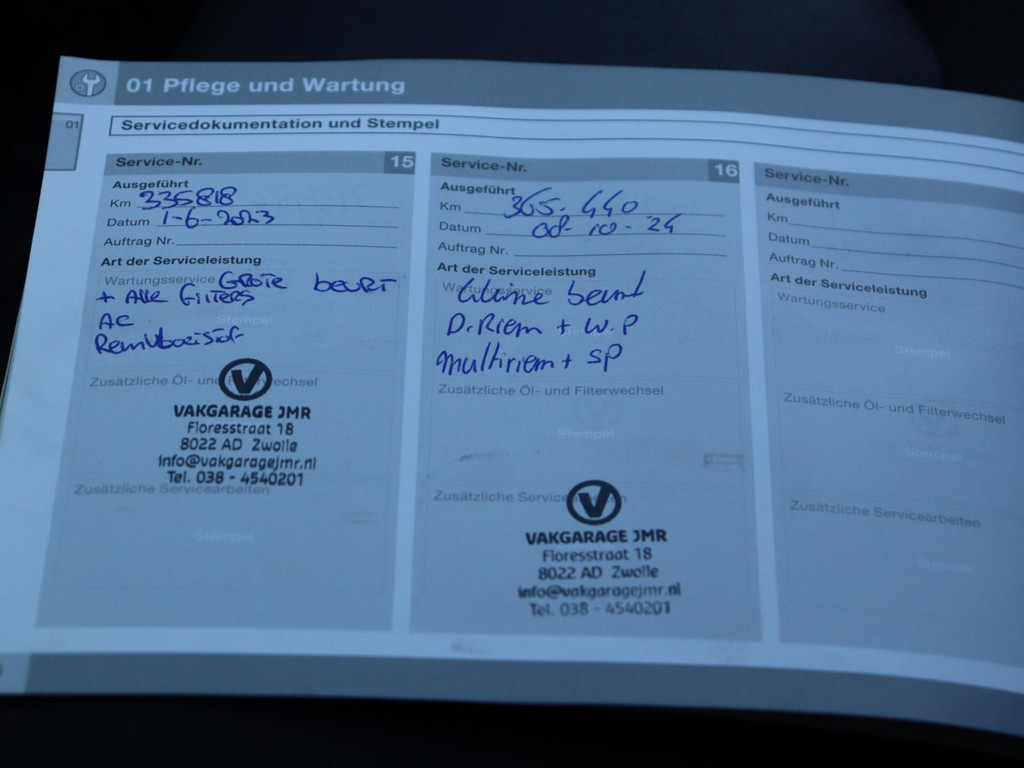 01 Pflege und Wartung
01
Servicedokumentation und Stempel
Service-Nr. 15
Ausgeführt
Km 335818
Datum 1-6-2023
Auftrag Nr.
Art der Serviceleistung
Wartungsservice GROTE beurt
+ Alle Filters
AC
Remvloeistof
Stempel
Zusätzliche Öl- und Filterwechsel
VAKGARAGE JMR
Floresstraat 18
8022 AD Zwolle
info@vakgaragejmr.nl
Tel. 038 - 4540201
Zusätzliche Servicearbeiten
Stempel
Service-Nr. 16
Ausgeführt
Km 365.440
Datum 08-10-24
Auftrag Nr.
Art der Serviceleistung
Wartungsservice
kleine beurt
D.Riem + w.p
multiriem + sp
Zusätzliche Öl- und Filterwechsel
Stempel
Zusätzliche Servicearbeiten
VAKGARAGE JMR
Floresstraat 18
8022 AD Zwolle
info@vakgaragejmr.nl
Tel. 038 - 4540201
Service-Nr.
Ausgeführt
Km
Datum
Auftrag Nr.
Art der Serviceleistung
Wartungsservice
Stempel
Zusätzliche Öl- und Filterwechsel
Stempel
Zusätzliche Servicearbeiten
Stempel